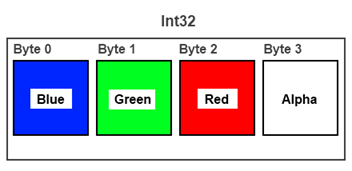 Int32
Byte 0 Byte 1 Byte 2 Byte 3
Blue Green Red Alpha